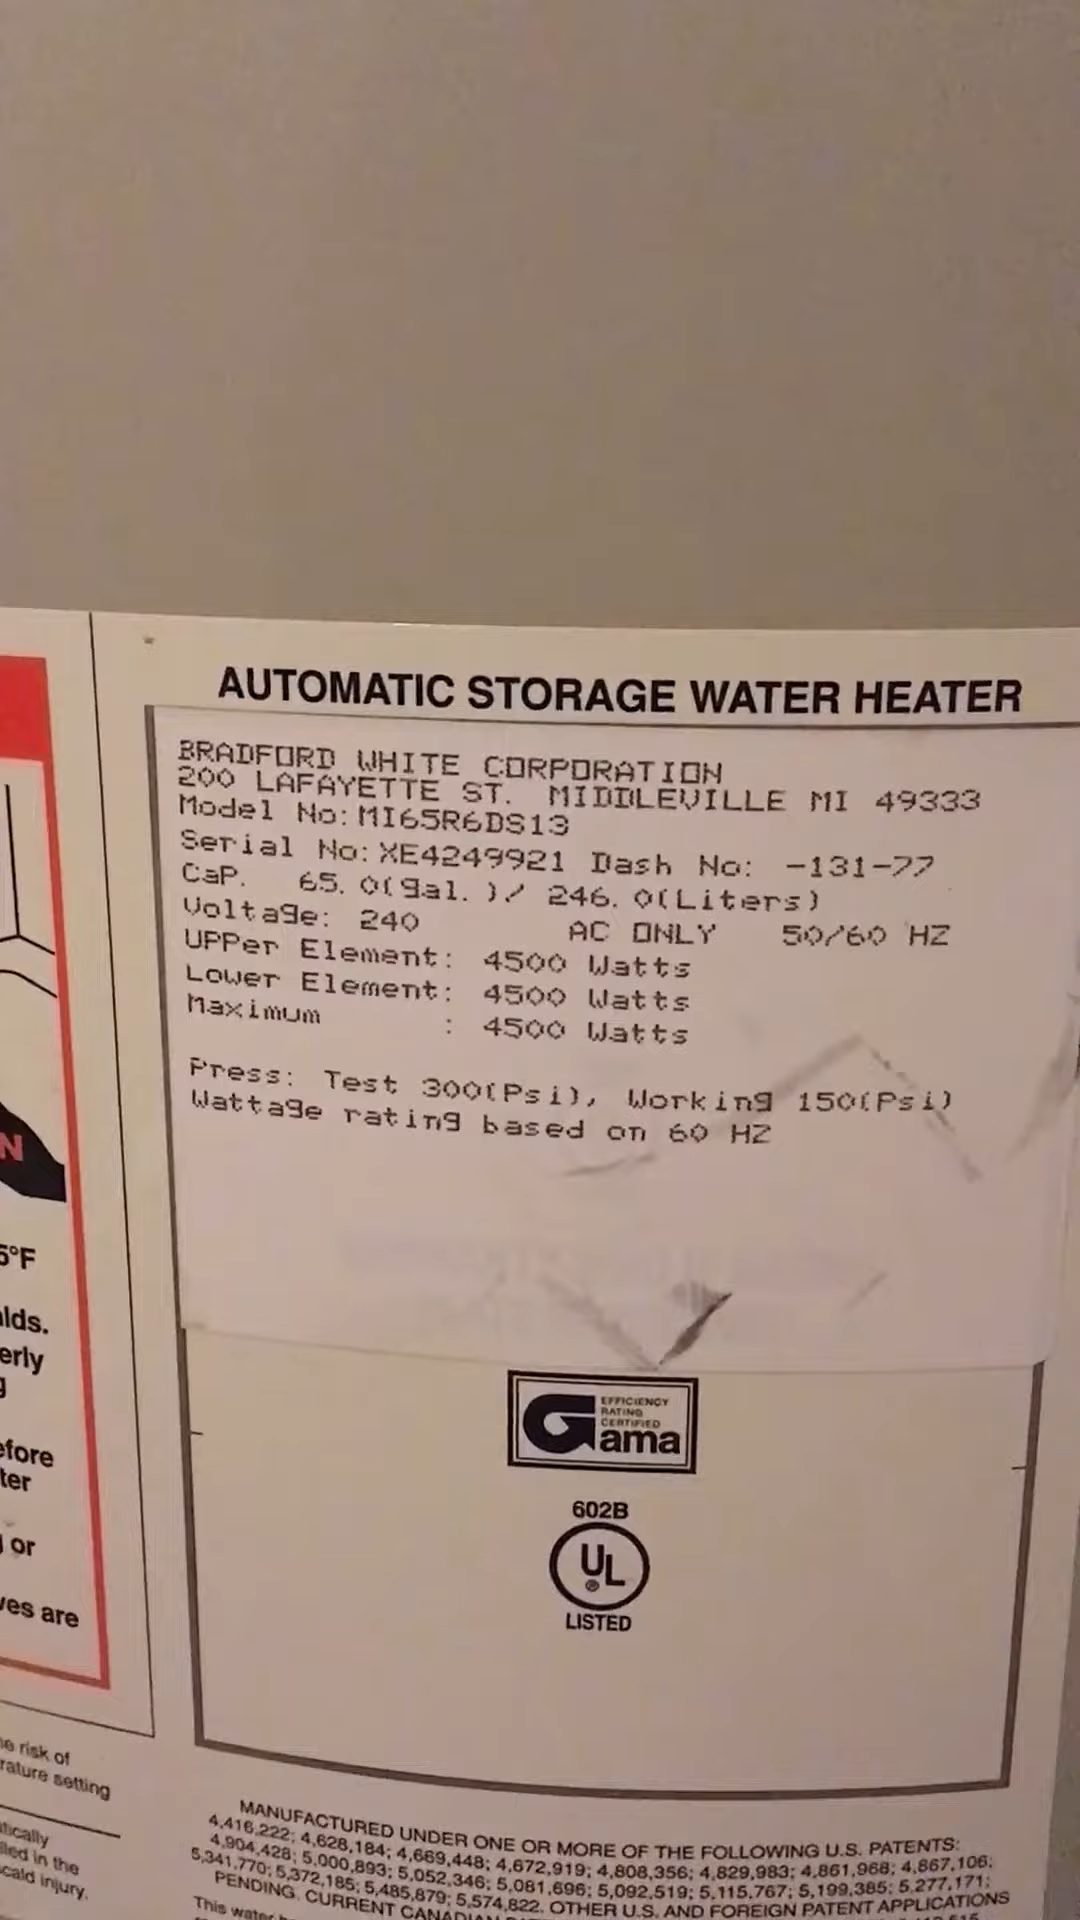 AUTOMATIC STORAGE WATER HEATER
BRADFORD WHITE CORPORATION
200 LAFAYETTE ST. MIDDLEVILLE MI 49333
Model No:MI65R6DS13
Serial No:XE4249921 Dash No: -131-77
Cap. 65.0(gal.)/ 246.0(Liters)
Voltage: 240 AC ONLY 50/60 HZ
Upper Element: 4500 Watts
Lower Element: 4500 Watts
Maximum : 4500 Watts
Press: Test 300(Psi), Working 150(Psi)
Wattage rating based on 60 HZ
EFFICIENCY
RATING
CERTIFIED
Gama
602B
UL
®
LISTED
N
5°F
lds.
erly
g
efore
ter
or
ves are
e risk of
rature setting
tically
lled in the
cald injury.
MANUFACTURED UNDER ONE OR MORE OF THE FOLLOWING U.S. PATENTS:
4,416,222; 4,628,184; 4,669,448; 4,672,919; 4,808,356; 4,829,983; 4,861,968; 4,867,106;
4,904,428; 5,000,893; 5,052,346; 5,081,696; 5,092,519; 5,115,767; 5,199,385; 5,277,171;
5,341,770; 5,372,185; 5,485,879; 5,574,822. OTHER U.S. AND FOREIGN PATENT APPLICATIONS
PENDING. CURRENT CANADIAN
This water